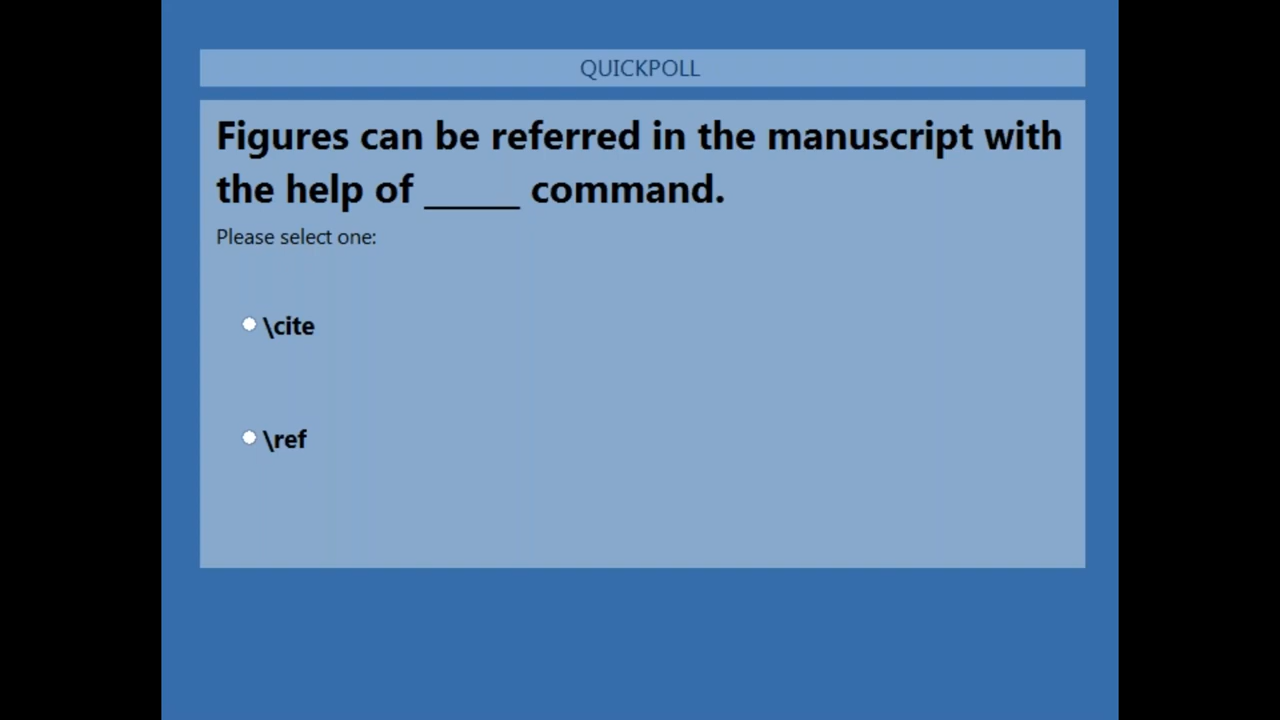 QUICKPOLL
Figures can be referred in the manuscript with
the help of _____ command.
Please select one:
\cite
\ref